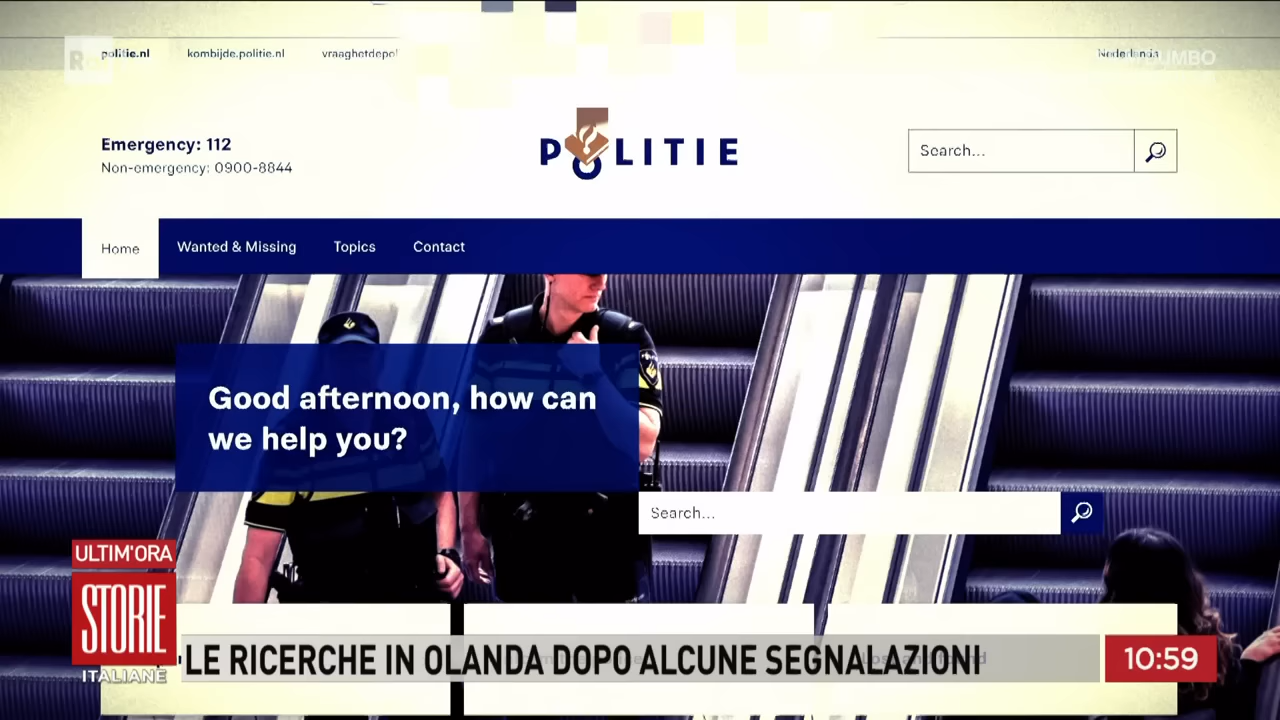 politie.nl kombijde.politie.nl vraaghetdepol Nederlands
Emergency: 112
Non-emergency: 0900-8844
POLITIE
Search...
Home Wanted & Missing Topics Contact
Good afternoon, how can
we help you?
Search...
ULTIM'ORA
STORIE
ITALIANE
LE RICERCHE IN OLANDA DOPO ALCUNE SEGNALAZIONI
10:59